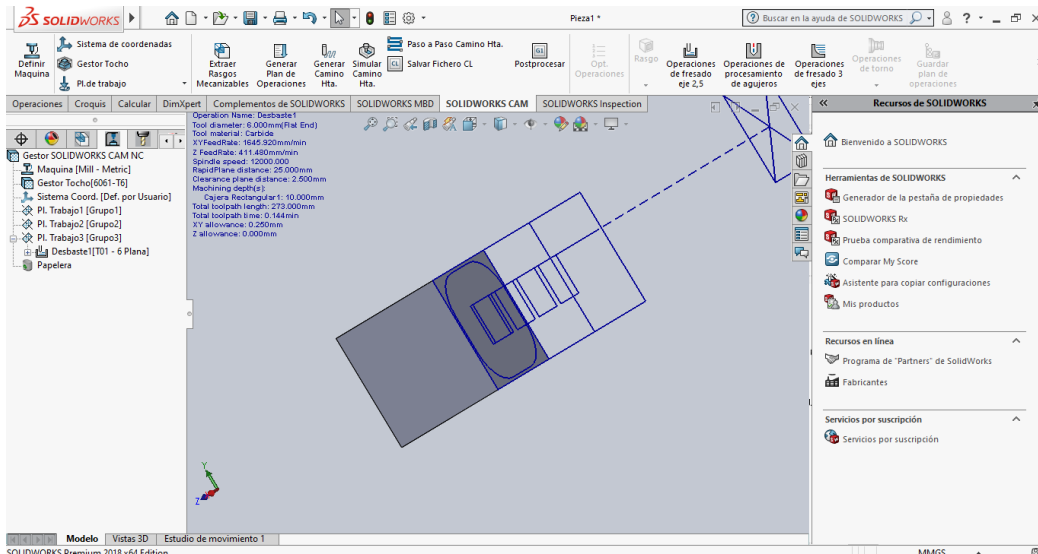 SOLIDWORKS
Pieza1 *
Buscar en la ayuda de SOLIDWORKS
Definir Maquina
Sistema de coordenadas
Gestor Tocho
Pl.de trabajo
Extraer Rasgos Mecanizables
Generar Plan de Operaciones
Generar Camino Hta.
Simular Camino Hta.
Paso a Paso Camino Hta.
CL Salvar Fichero CL
G1 Postprocesar
Opt. Operaciones
Rasgo
Operaciones de fresado eje 2,5
Operaciones de procesamiento de agujeros
Operaciones de fresado 3 ejes
Operaciones de torno
Guardar plan de operaciones
Operaciones
Croquis
Calcular
DimXpert
Complementos de SOLIDWORKS
SOLIDWORKS MBD
SOLIDWORKS CAM
SOLIDWORKS Inspection
Gestor SOLIDWORKS CAM NC
Maquina [Mill - Metric]
Gestor Tocho[6061-T6]
Sistema Coord. [Def. por Usuario]
Pl. Trabajo1 [Grupo1]
Pl. Trabajo2 [Grupo2]
Pl. Trabajo3 [Grupo3]
Desbaste1[T01 - 6 Plana]
Papelera
Operation Name: Desbaste1
Tool diameter: 6.000mm(Flat End)
Tool material: Carbide
XYFeedRate: 1645.920mm/min
Z FeedRate: 411.480mm/min
Spindle speed: 12000.000
RapidPlane distance: 25.000mm
Clearance plane distance: 2.500mm
Machining depth(s):
Cajera Rectangular1: 10.000mm
Total toolpath length: 273.000mm
Total toolpath time: 0.144min
XY allowance: 0.250mm
Z allowance: 0.000mm
Y
Z
Recursos de SOLIDWORKS
Bienvenido a SOLIDWORKS
Herramientas de SOLIDWORKS
Generador de la pestaña de propiedades
SOLIDWORKS Rx
Prueba comparativa de rendimiento
Comparar My Score
Asistente para copiar configuraciones
Mis productos
Recursos en línea
Programa de "Partners" de SolidWorks
Fabricantes
Servicios por suscripción
Servicios por suscripción
Modelo
Vistas 3D
Estudio de movimiento 1
SOLIDWORKS Premium 2018 x64 Edition
MMGS